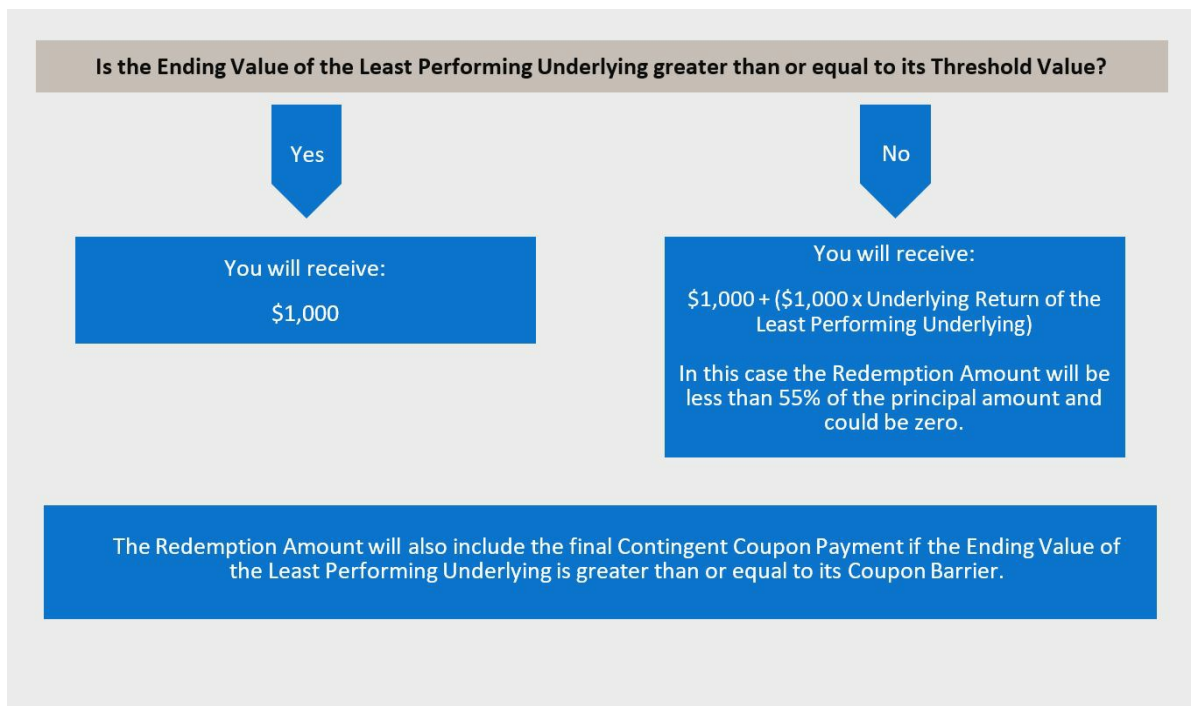 Is the Ending Value of the Least Performing Underlying greater than or equal to its Threshold Value?
Yes
No
You will receive:
$1,000
You will receive:
$1,000 + ($1,000 x Underlying Return of the
Least Performing Underlying)
In this case the Redemption Amount will be
less than 55% of the principal amount and
could be zero.
The Redemption Amount will also include the final Contingent Coupon Payment if the Ending Value of
the Least Performing Underlying is greater than or equal to its Coupon Barrier.